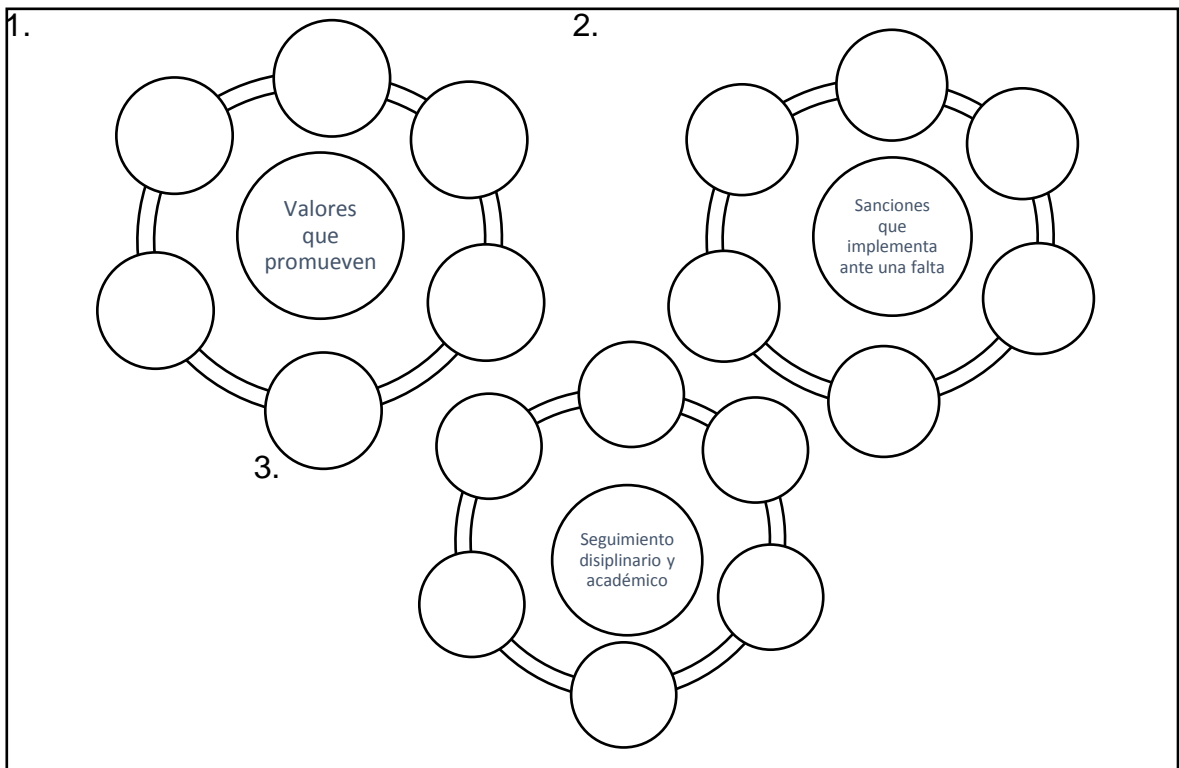 1.
Valores
que
promueven
2.
Sanciones
que
implementa
ante una falta
3.
Seguimiento
disiplinario y
académico